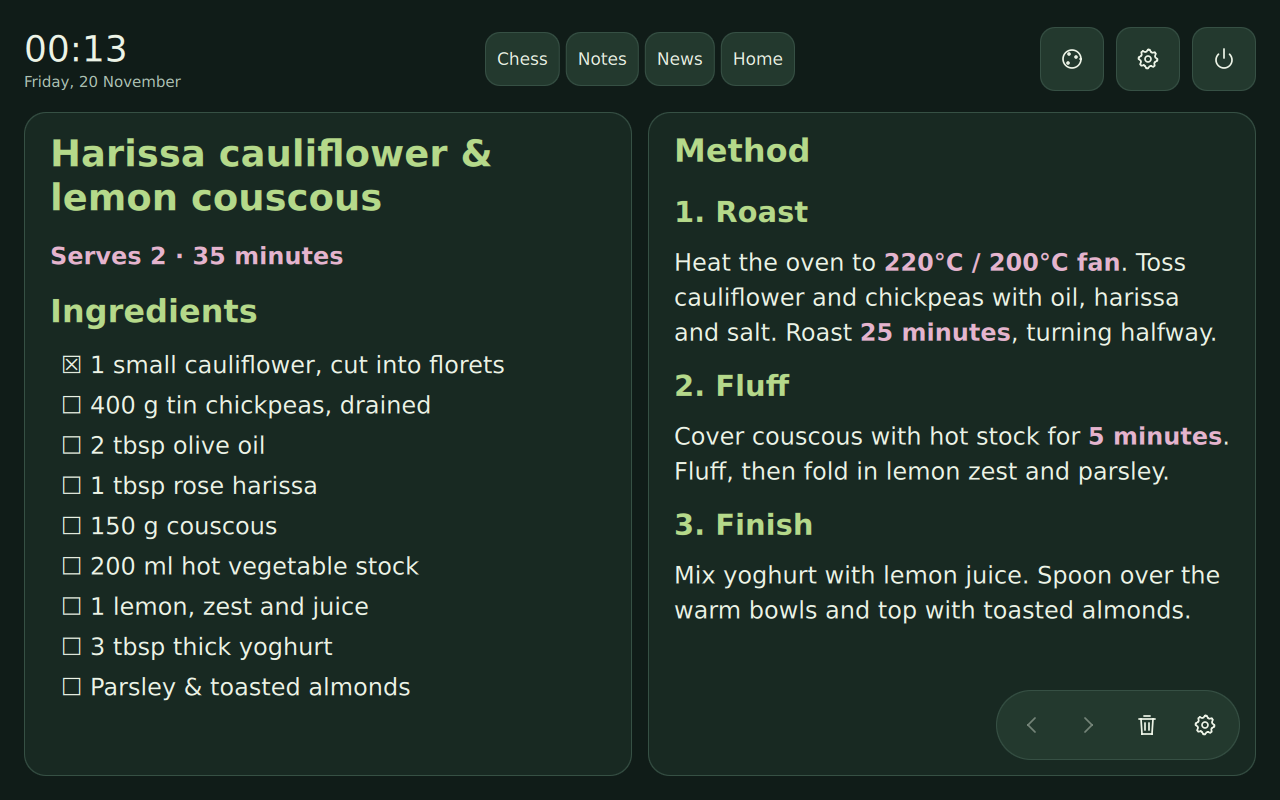 00:13
Friday, 20 November
Chess
Notes
News
Home
Harissa cauliflower &
lemon couscous
Serves 2 · 35 minutes
Ingredients
☒ 1 small cauliflower, cut into florets
☐ 400 g tin chickpeas, drained
☐ 2 tbsp olive oil
☐ 1 tbsp rose harissa
☐ 150 g couscous
☐ 200 ml hot vegetable stock
☐ 1 lemon, zest and juice
☐ 3 tbsp thick yoghurt
☐ Parsley & toasted almonds
Method
1. Roast
Heat the oven to 220°C / 200°C fan. Toss
cauliflower and chickpeas with oil, harissa
and salt. Roast 25 minutes, turning halfway.
2. Fluff
Cover couscous with hot stock for 5 minutes.
Fluff, then fold in lemon zest and parsley.
3. Finish
Mix yoghurt with lemon juice. Spoon over the
warm bowls and top with toasted almonds.